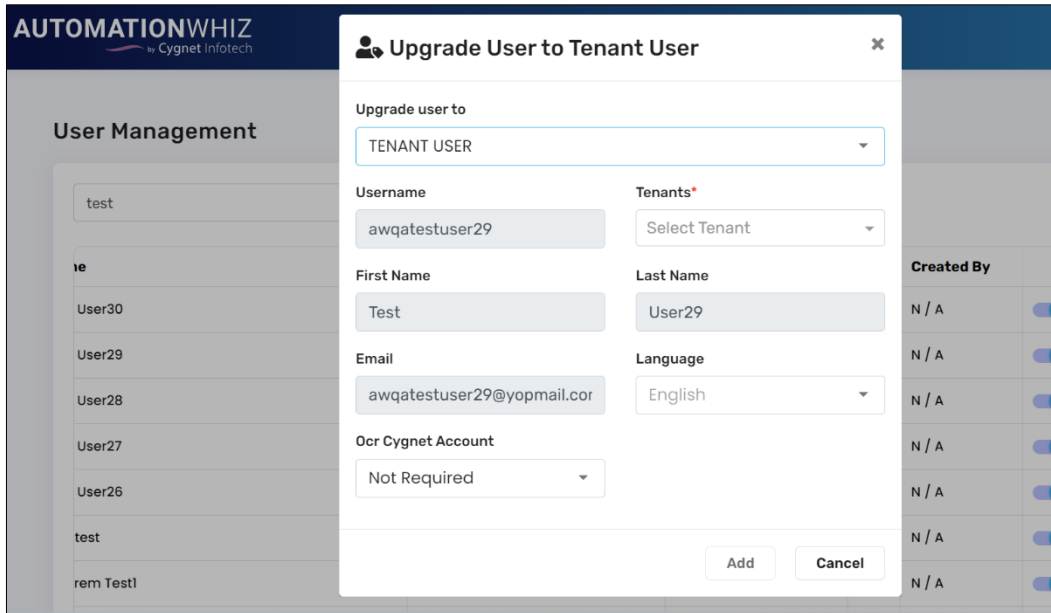 AUTOMATIONWHIZ
by Cygnet Infotech
Upgrade User to Tenant User
×
User Management
test
Upgrade user to
TENANT USER
Username
Tenants*
awqatestuser29
Select Tenant
First Name
Last Name
Test
User29
Email
Language
awqatestuser29@yopmail.cor
English
Ocr Cygnet Account
Not Required
Add
Cancel
Created By
User30
N / A
User29
N / A
User28
N / A
User27
N / A
User26
N / A
test
N / A
rem Test1
N / A